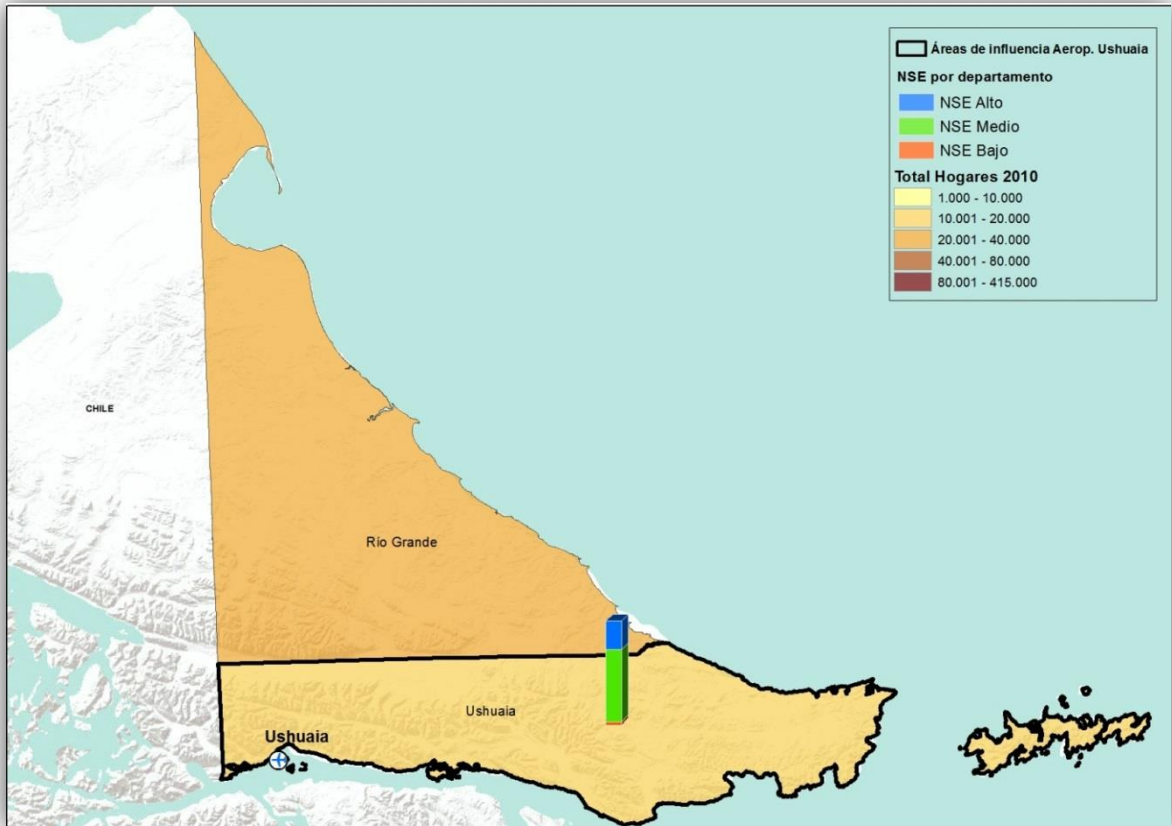 Áreas de influencia Aerop. Ushuaia
NSE por departamento
NSE Alto
NSE Medio
NSE Bajo
Total Hogares 2010
1.000 - 10.000
10.001 - 20.000
20.001 - 40.000
40.001 - 80.000
80.001 - 415.000
CHILE
Río Grande
Ushuaia
Ushuaia